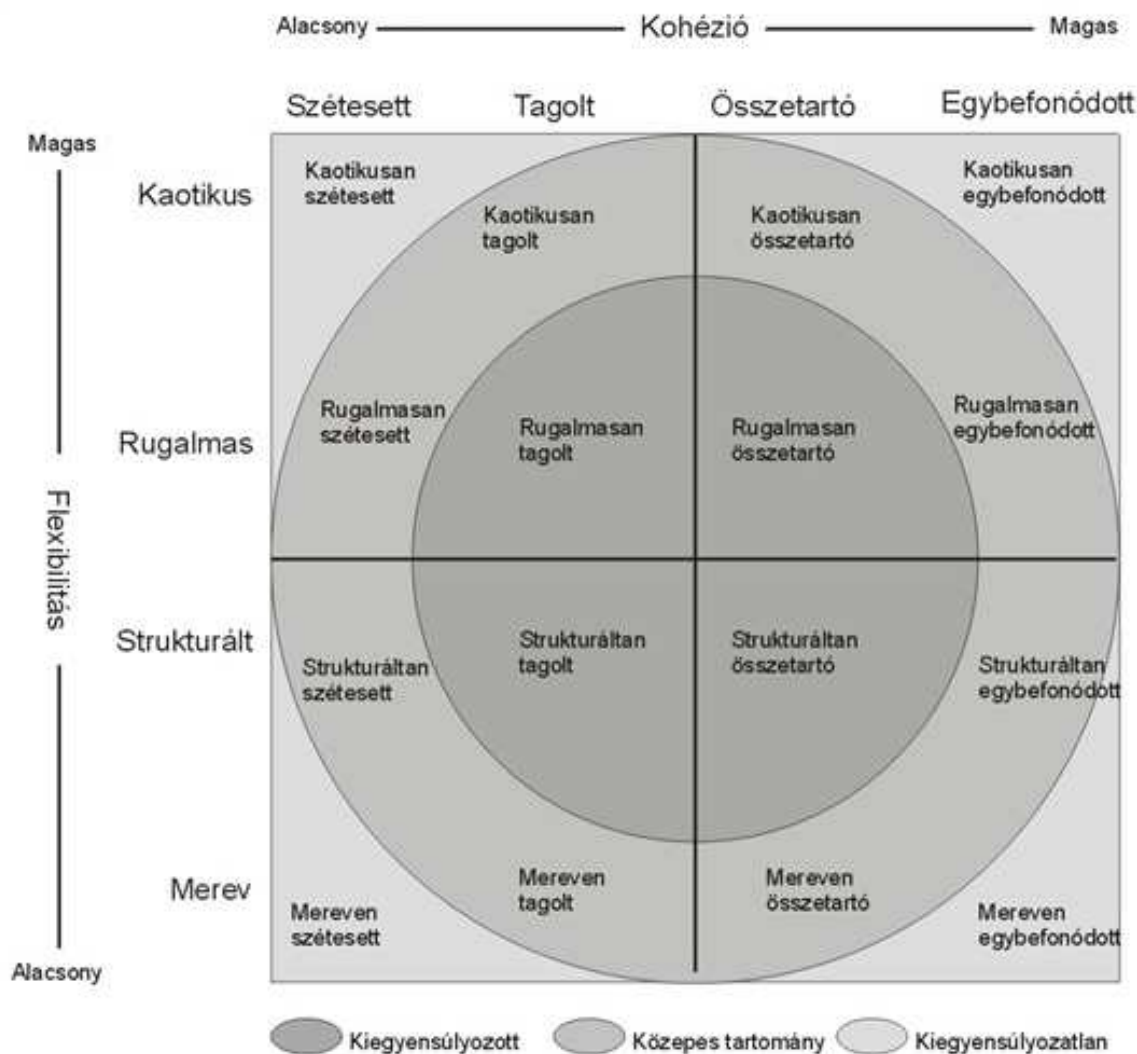 Alacsony Kohézió Magas
Szétesett Tagolt Összetartó Egybefonódott
Magas
Kaotikus
Kaotikusan
szétesett
Kaotikusan
tagolt
Kaotikusan
összetartó
Kaotikusan
egybefonódott
Rugalmas
Rugalmasan
szétesett
Rugalmasan
tagolt
Rugalmasan
összetartó
Rugalmasan
egybefonódott
Flexibilitás
Strukturált
Strukturáltan
szétesett
Strukturáltan
tagolt
Strukturáltan
összetartó
Strukturáltan
egybefonódott
Merev
Mereven
szétesett
Mereven
tagolt
Mereven
összetartó
Mereven
egybefonódott
Alacsony
Kiegyensúlyozott Közepes tartomány Kiegyensúlyozatlan